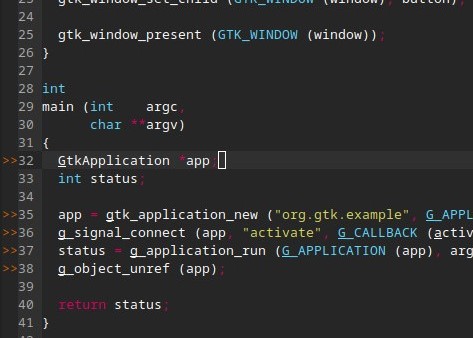 gtk_window_set_child (GTK_WINDOW (window), button);
24
25 gtk_window_present (GTK_WINDOW (window));
26 }
27
28 int
29 main (int    argc,
30       char **argv)
31 {
>>32   GtkApplication *app;
33   int status;
34
>>35   app = gtk_application_new ("org.gtk.example", G_APPL
>>36   g_signal_connect (app, "activate", G_CALLBACK (activ
>>37   status = g_application_run (G_APPLICATION (app), arg
>>38   g_object_unref (app);
39
40   return status;
41 }